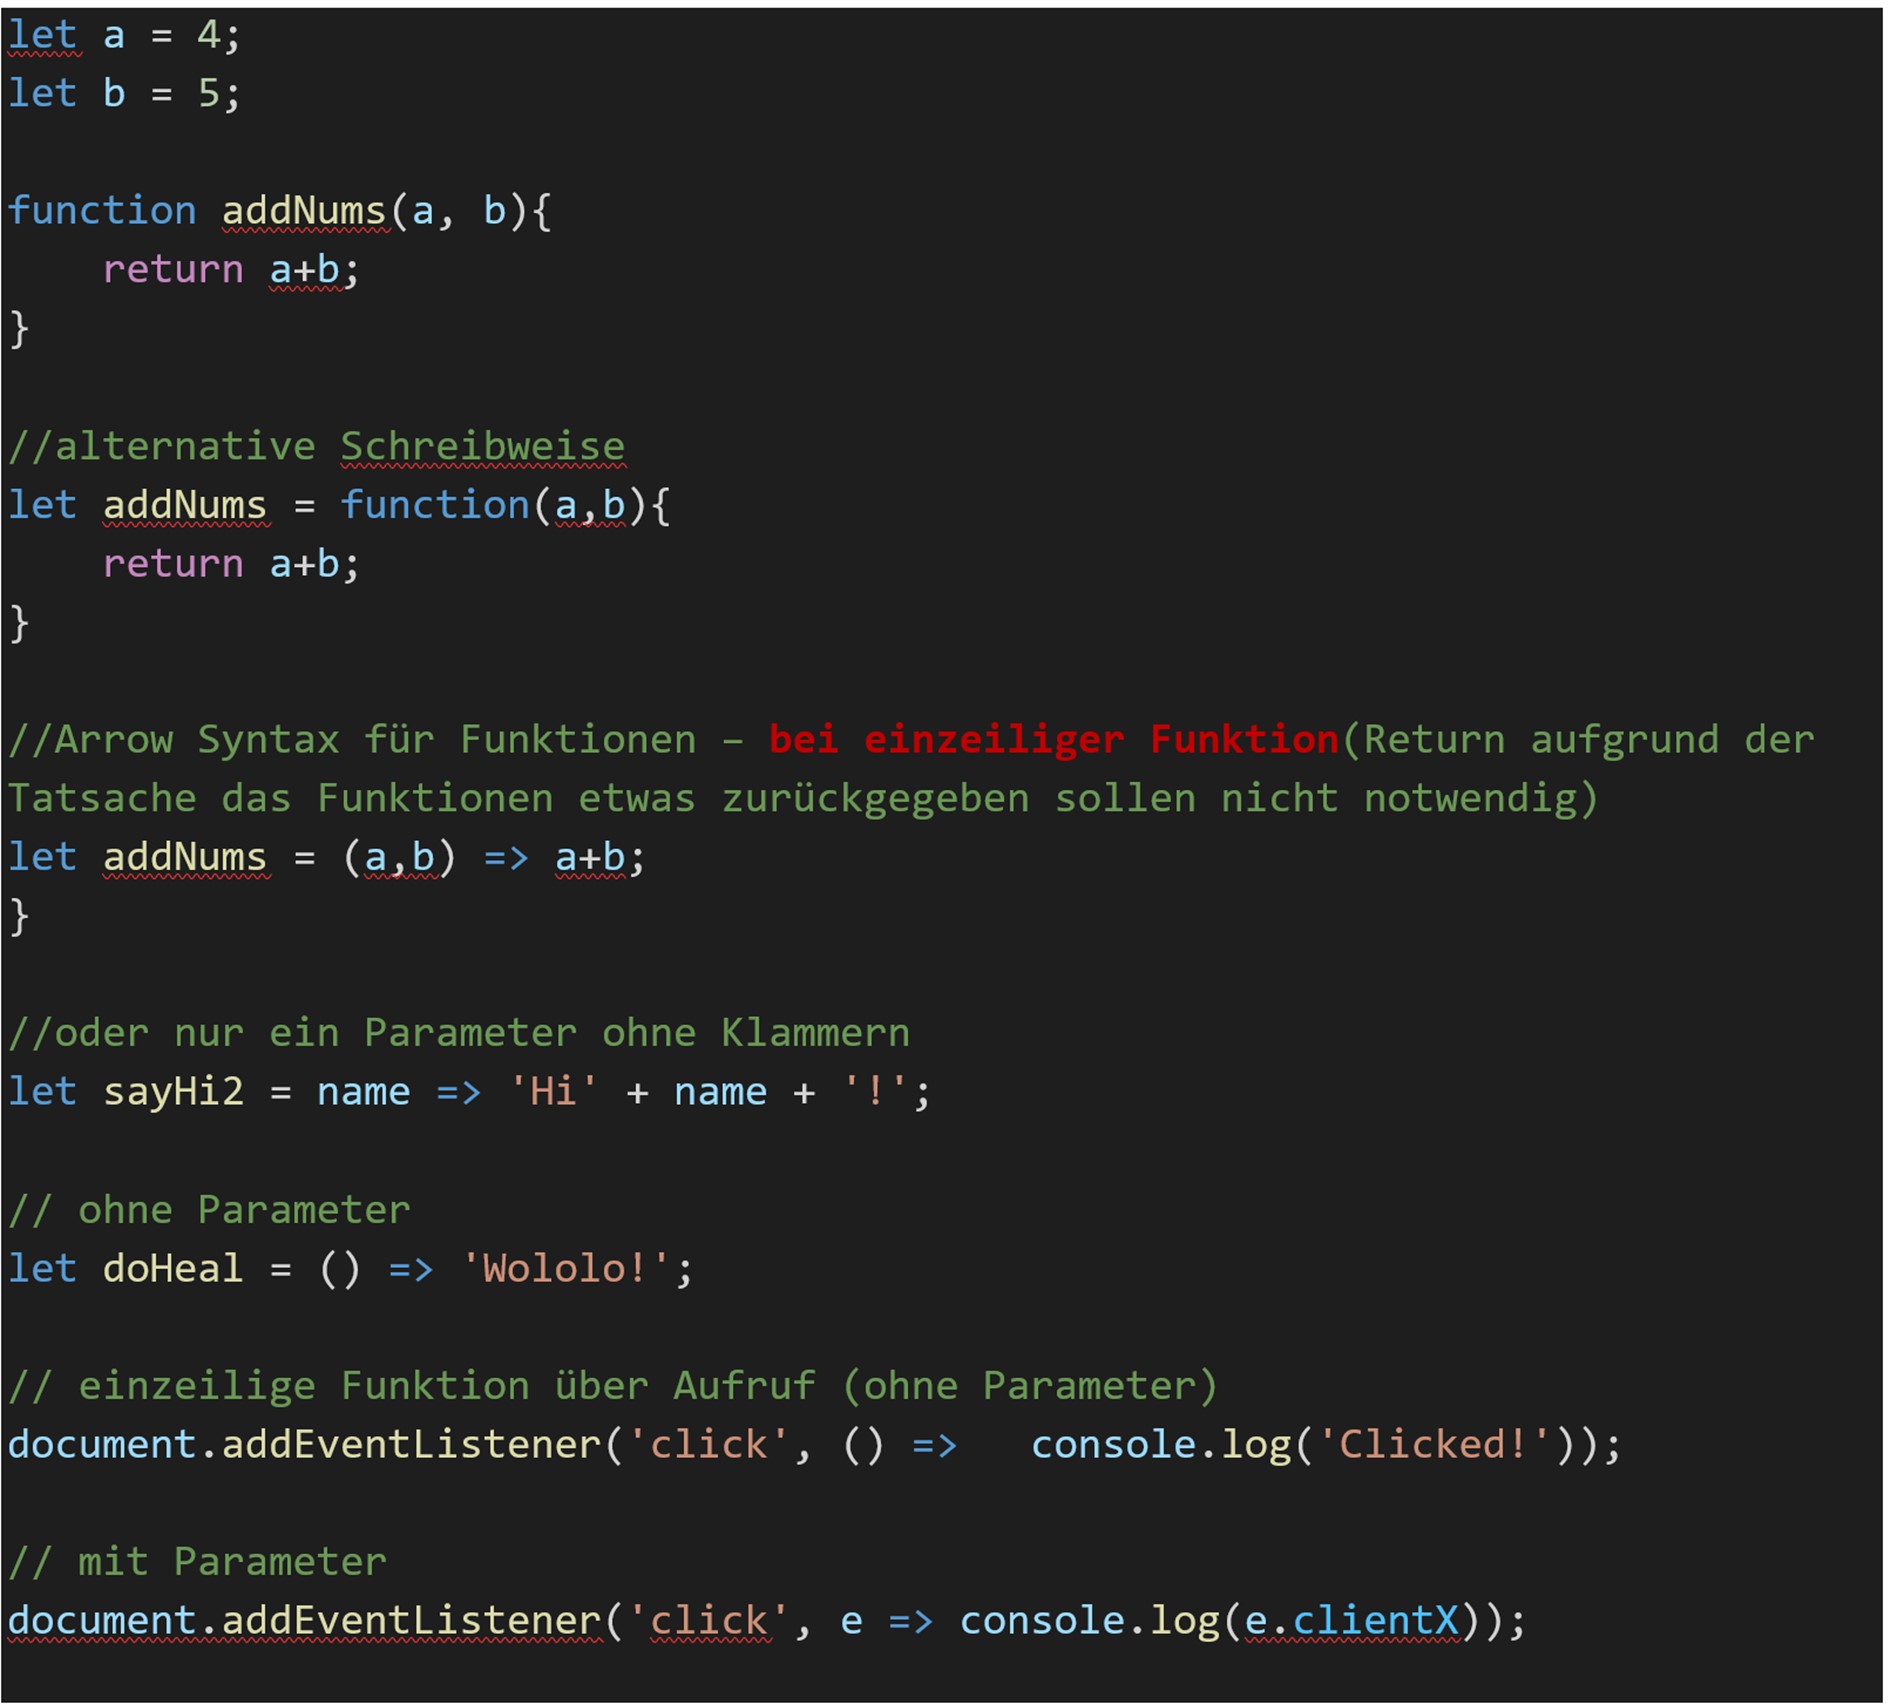 let a = 4;
let b = 5;
function addNums(a, b){
    return a+b;
}
//alternative Schreibweise
let addNums = function(a,b){
    return a+b;
}
//Arrow Syntax für Funktionen – bei einzeiliger Funktion(Return aufgrund der
Tatsache das Funktionen etwas zurückgegeben sollen nicht notwendig)
let addNums = (a,b) => a+b;
}
//oder nur ein Parameter ohne Klammern
let sayHi2 = name => 'Hi' + name + '!';
// ohne Parameter
let doHeal = () => 'Wololo!';
// einzeilige Funktion über Aufruf (ohne Parameter)
document.addEventListener('click', () =>   console.log('Clicked!'));
// mit Parameter
document.addEventListener('click', e => console.log(e.clientX));